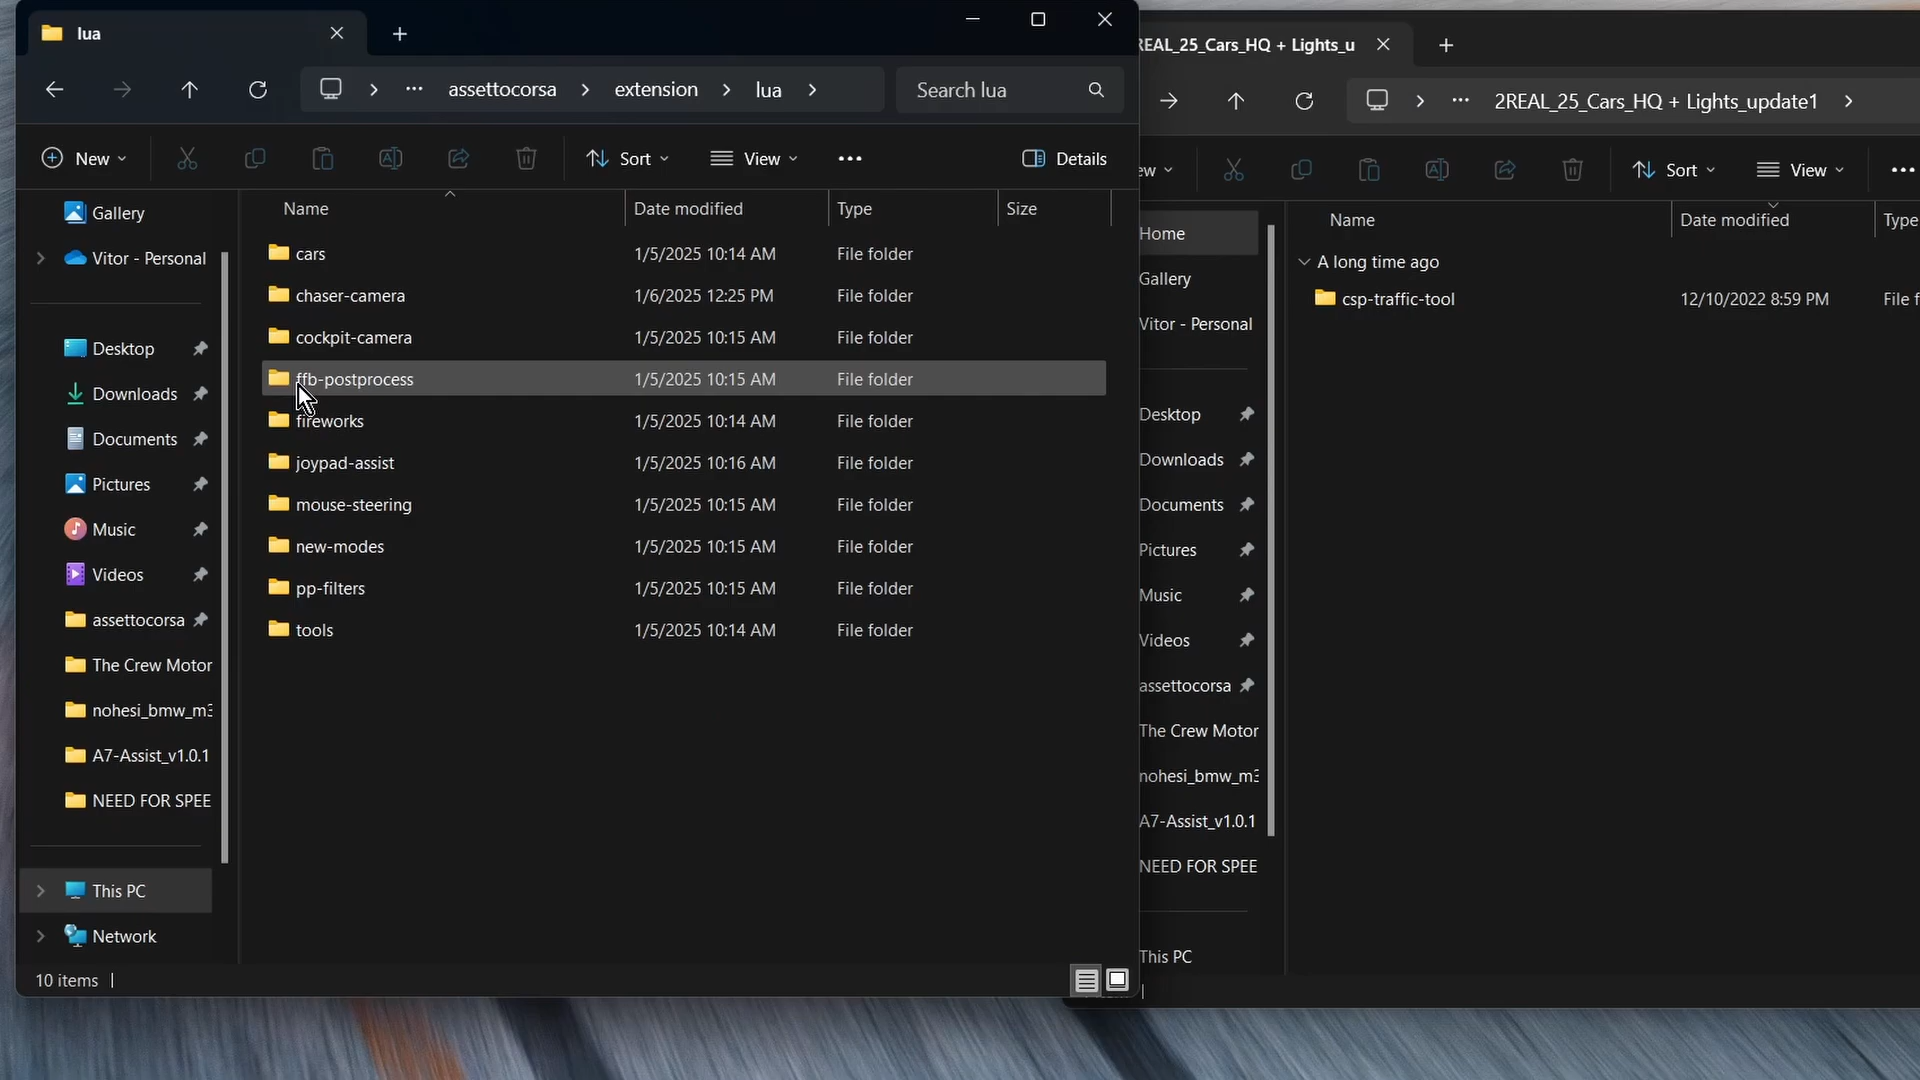 lua
assettocorsa
extension
lua
Search lua
New
Sort
View
Details
Gallery
Vitor - Personal
Desktop
Downloads
Documents
Pictures
Music
Videos
assettocorsa
The Crew Motor
nohesi_bmw_m3
A7-Assist_v1.0.1
NEED FOR SPEE
This PC
Network
Name Date modified Type Size
cars 1/5/2025 10:14 AM File folder
chaser-camera 1/6/2025 12:25 PM File folder
cockpit-camera 1/5/2025 10:15 AM File folder
ffb-postprocess 1/5/2025 10:15 AM File folder
fireworks 1/5/2025 10:14 AM File folder
joypad-assist 1/5/2025 10:16 AM File folder
mouse-steering 1/5/2025 10:15 AM File folder
new-modes 1/5/2025 10:15 AM File folder
pp-filters 1/5/2025 10:15 AM File folder
tools 1/5/2025 10:14 AM File folder
10 items
REAL_25_Cars_HQ + Lights_u
2REAL_25_Cars_HQ + Lights_update1
ew
Sort
View
Home
Gallery
Vitor - Personal
Desktop
Downloads
Documents
Pictures
Music
Videos
assettocorsa
The Crew Motor
nohesi_bmw_m3
A7-Assist_v1.0.1
NEED FOR SPEE
This PC
Name Date modified Type
A long time ago
csp-traffic-tool 12/10/2022 8:59 PM File f